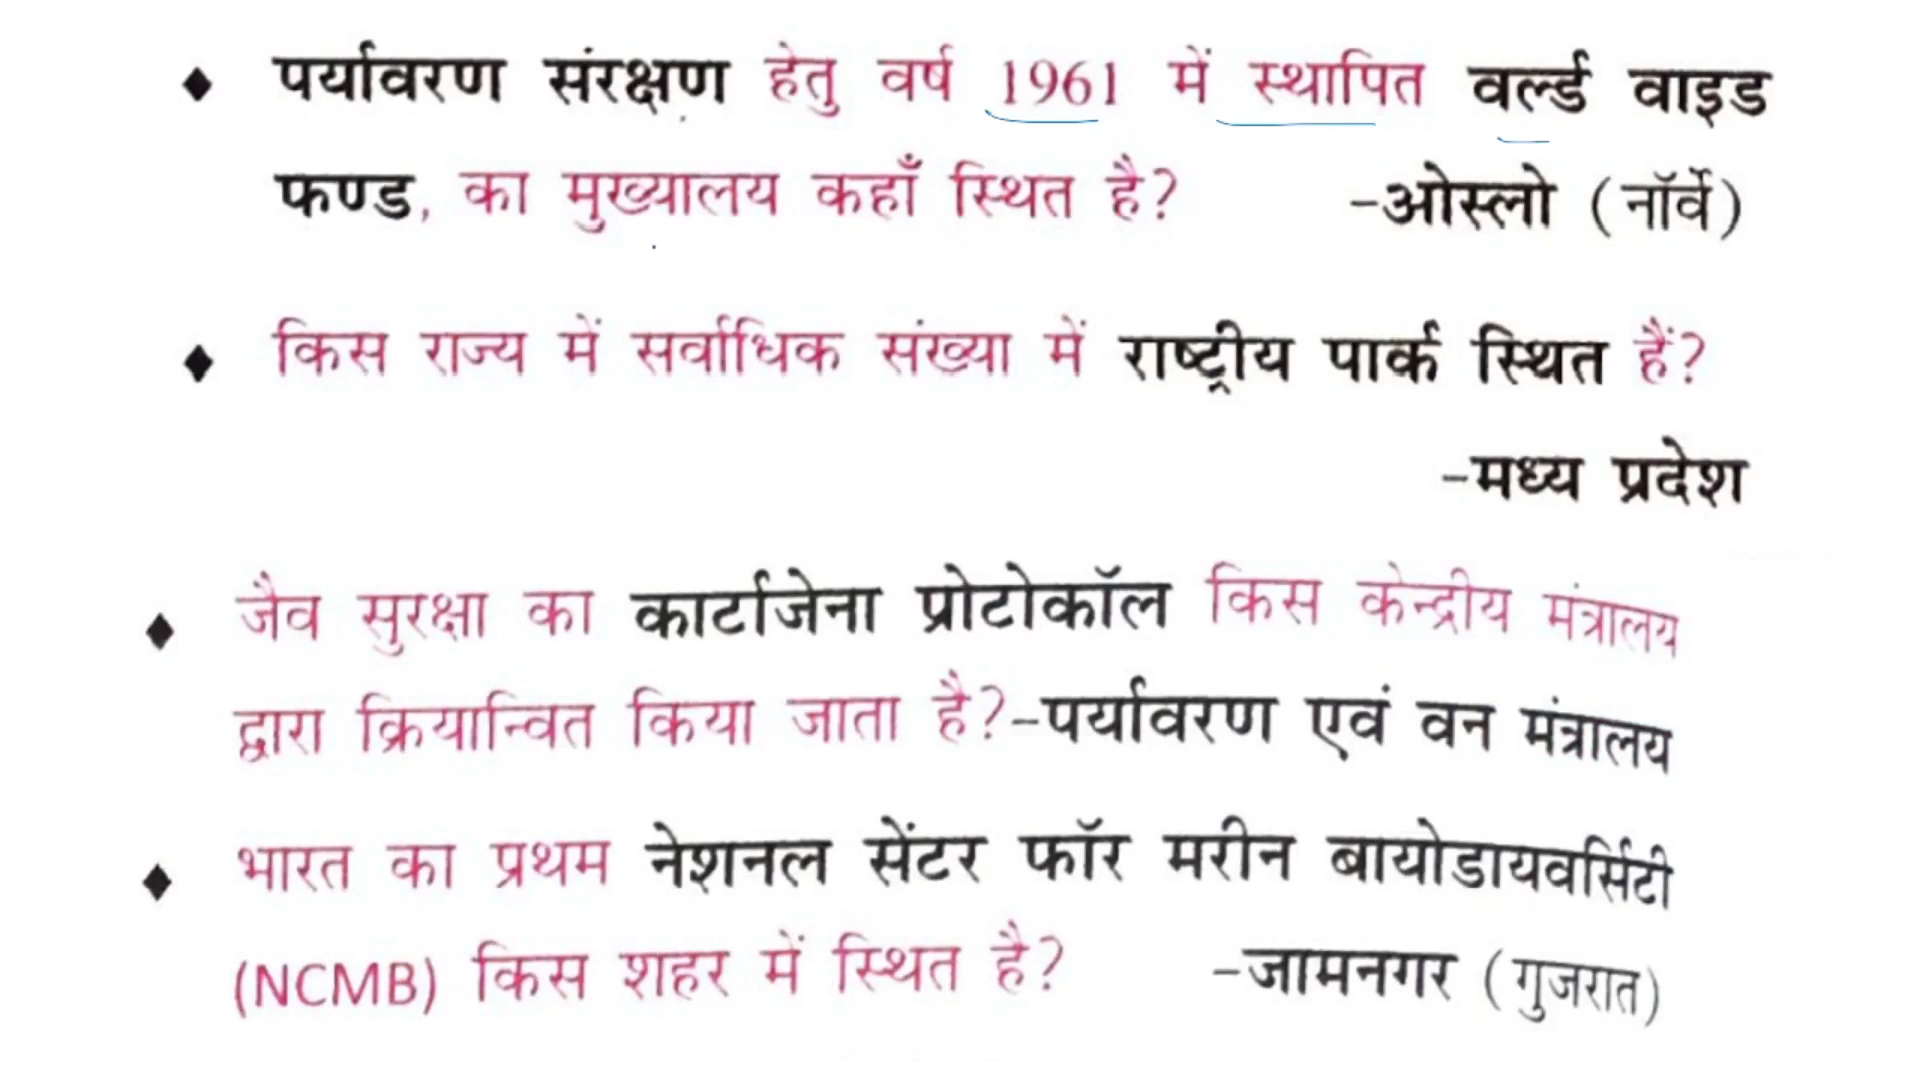 ♦ पर्यावरण संरक्षण हेतु वर्ष 1961 में स्थापित वर्ल्ड वाइड
फण्ड, का मुख्यालय कहाँ स्थित है? -ओस्लो (नॉर्वे)
♦ किस राज्य में सर्वाधिक संख्या में राष्ट्रीय पार्क स्थित हैं?
-मध्य प्रदेश
♦ जैव सुरक्षा का कार्टाजेना प्रोटोकॉल किस केन्द्रीय मंत्रालय
द्वारा क्रियान्वित किया जाता है?-पर्यावरण एवं वन मंत्रालय
♦ भारत का प्रथम नेशनल सेंटर फॉर मरीन बायोडायवर्सिटी
(NCMB) किस शहर में स्थित है? -जामनगर (गुजरात)